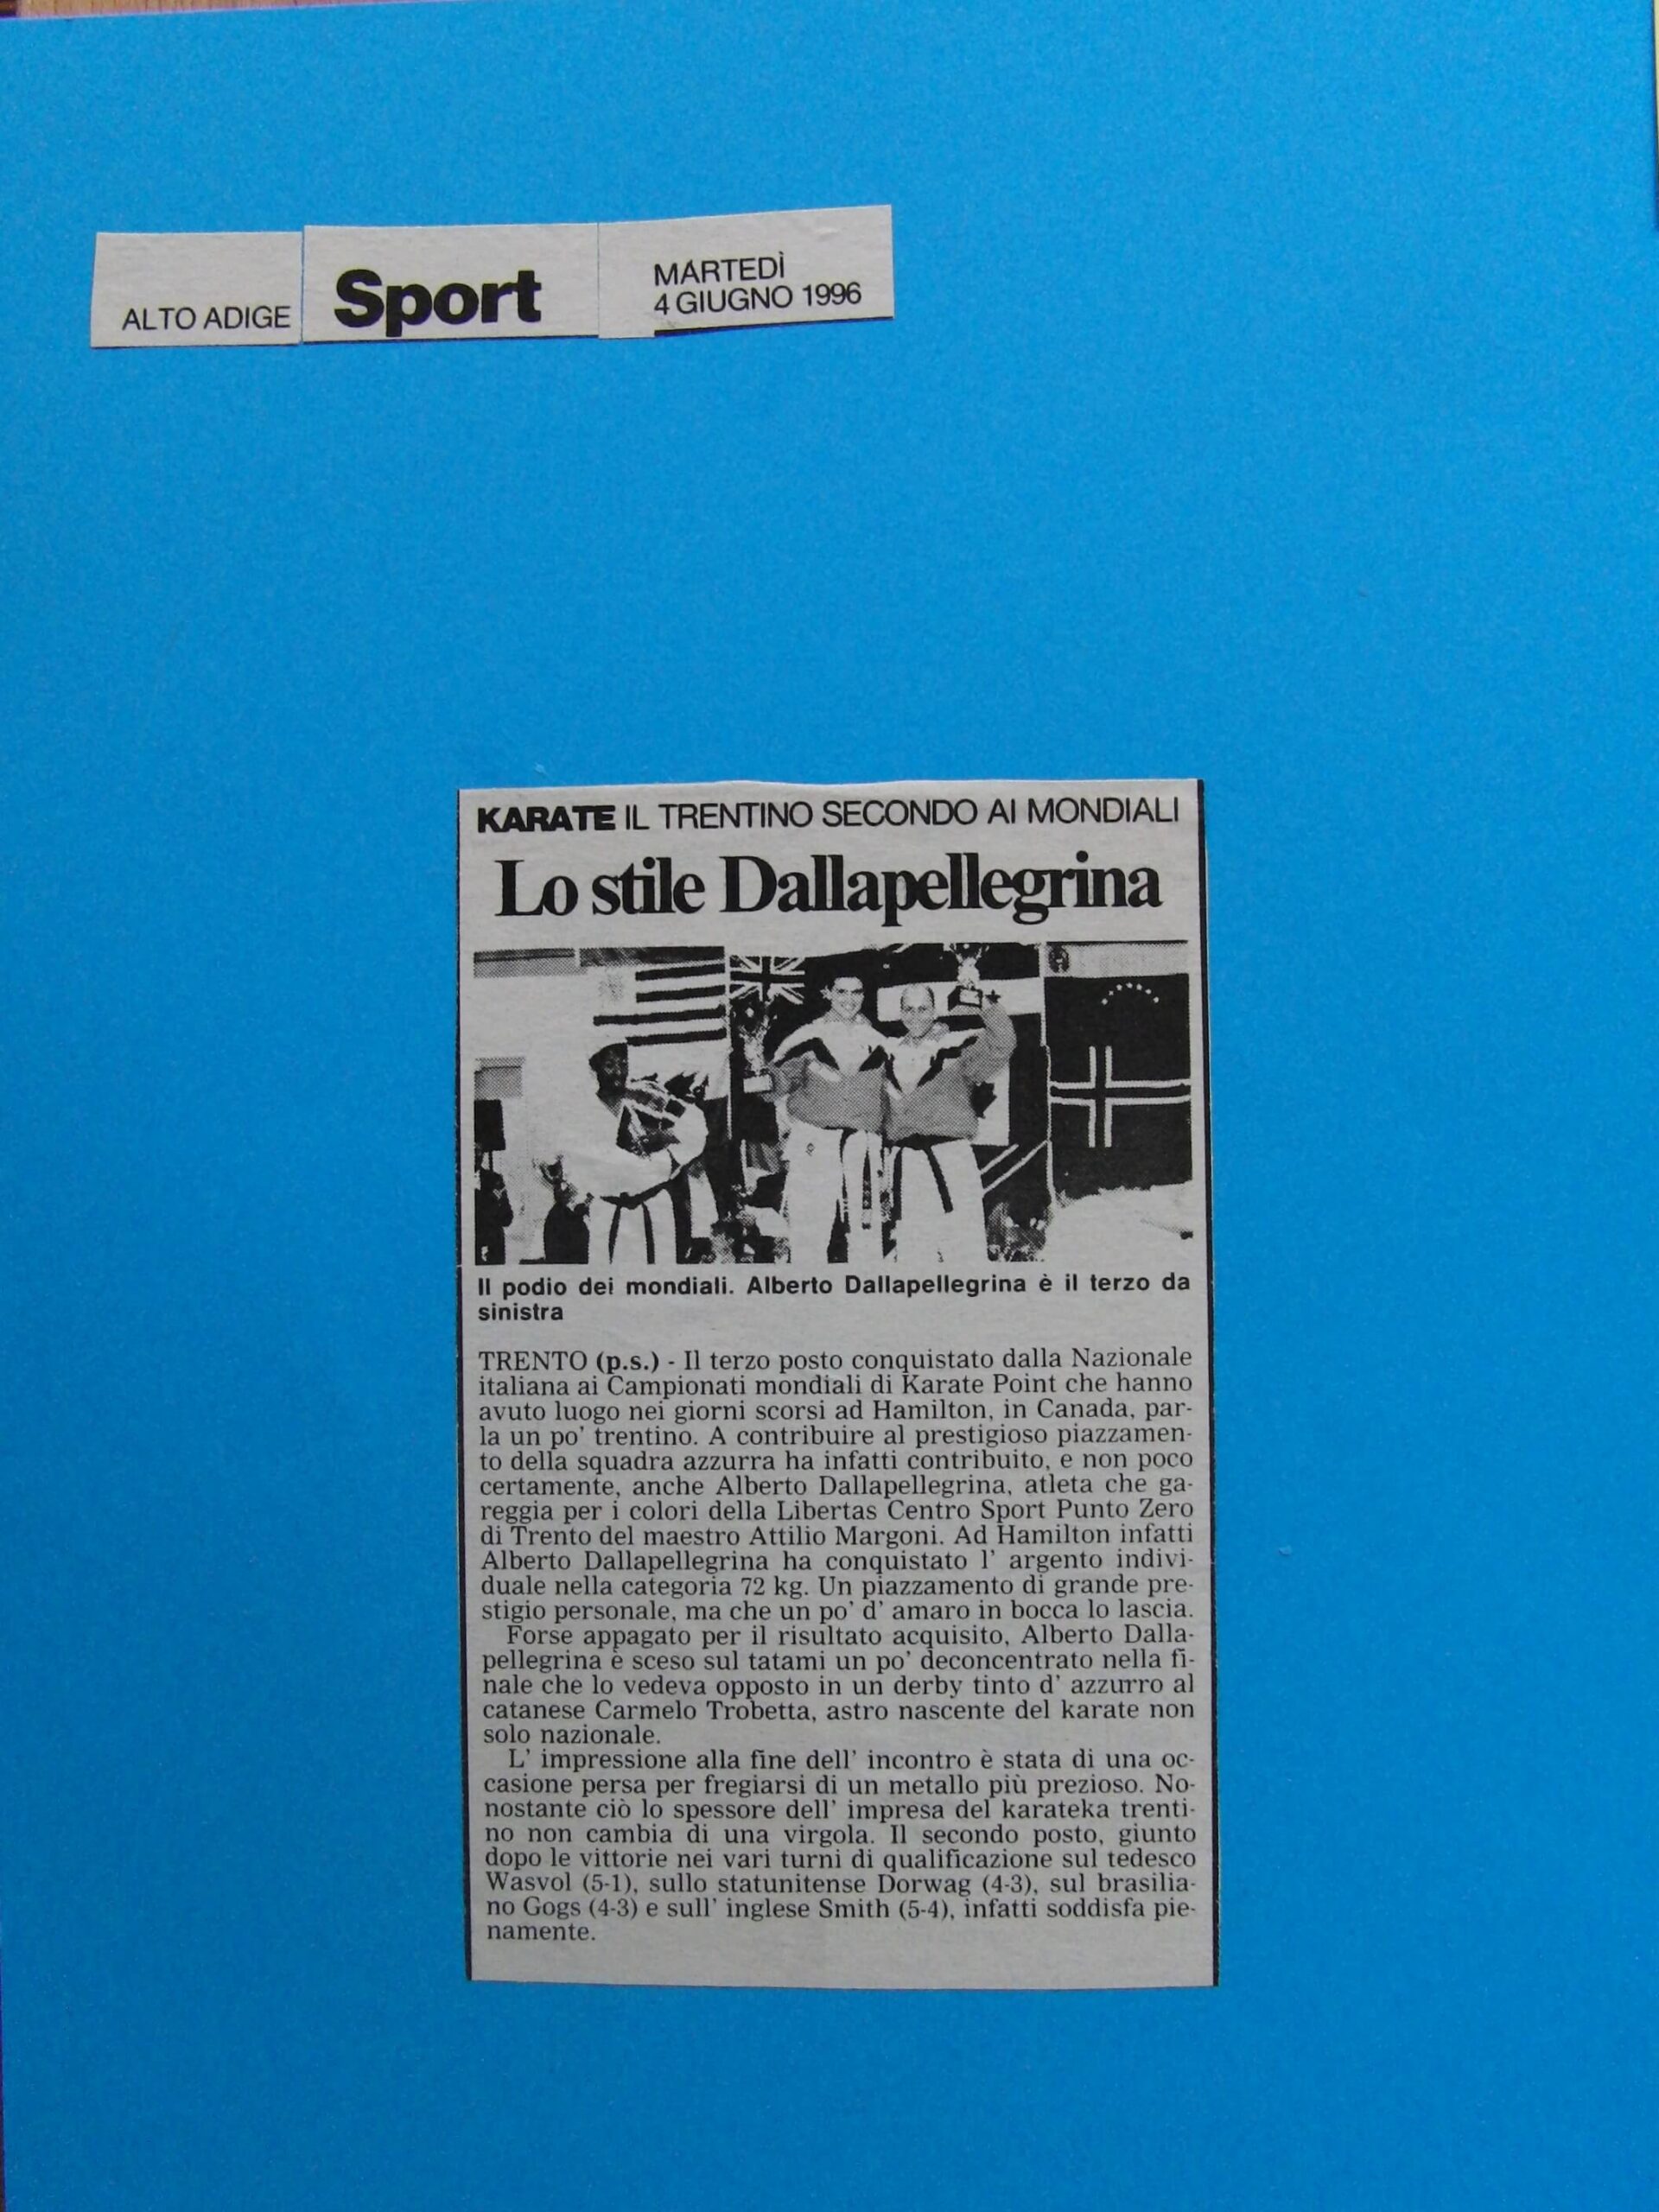 ALTO ADIGE
Sport
MARTEDÌ
4 GIUGNO 1996
KARATE IL TRENTINO SECONDO AI MONDIALI
Lo stile Dallapellegrina
Il podio dei mondiali. Alberto Dallapellegrina è il terzo da
sinistra
TRENTO (p.s.) - Il terzo posto conquistato dalla Nazionale
italiana ai Campionati mondiali di Karate Point che hanno
avuto luogo nei giorni scorsi ad Hamilton, in Canada, par-
la un po' trentino. A contribuire al prestigioso piazzamen-
to della squadra azzurra ha infatti contribuito, e non poco
certamente, anche Alberto Dallapellegrina, atleta che ga-
reggia per i colori della Libertas Centro Sport Punto Zero
di Trento del maestro Attilio Margoni. Ad Hamilton infatti
Alberto Dallapellegrina ha conquistato l' argento indivi-
duale nella categoria 72 kg. Un piazzamento di grande pre-
stigio personale, ma che un po' d' amaro in bocca lo lascia.
Forse appagato per il risultato acquisito, Alberto Dalla-
pellegrina è sceso sul tatami un po' deconcentrato nella fi-
nale che lo vedeva opposto in un derby tinto d' azzurro al
catanese Carmelo Trobetta, astro nascente del karate non
solo nazionale.
L' impressione alla fine dell' incontro è stata di una oc-
casione persa per fregiarsi di un metallo più prezioso. No-
nostante ciò lo spessore dell' impresa del karateka trenti-
no non cambia di una virgola. Il secondo posto, giunto
dopo le vittorie nei vari turni di qualificazione sul tedesco
Wasvol (5-1), sullo statunitense Dorwag (4-3), sul brasilia-
no Gogs (4-3) e sull' inglese Smith (5-4), infatti soddisfa pie-
namente.